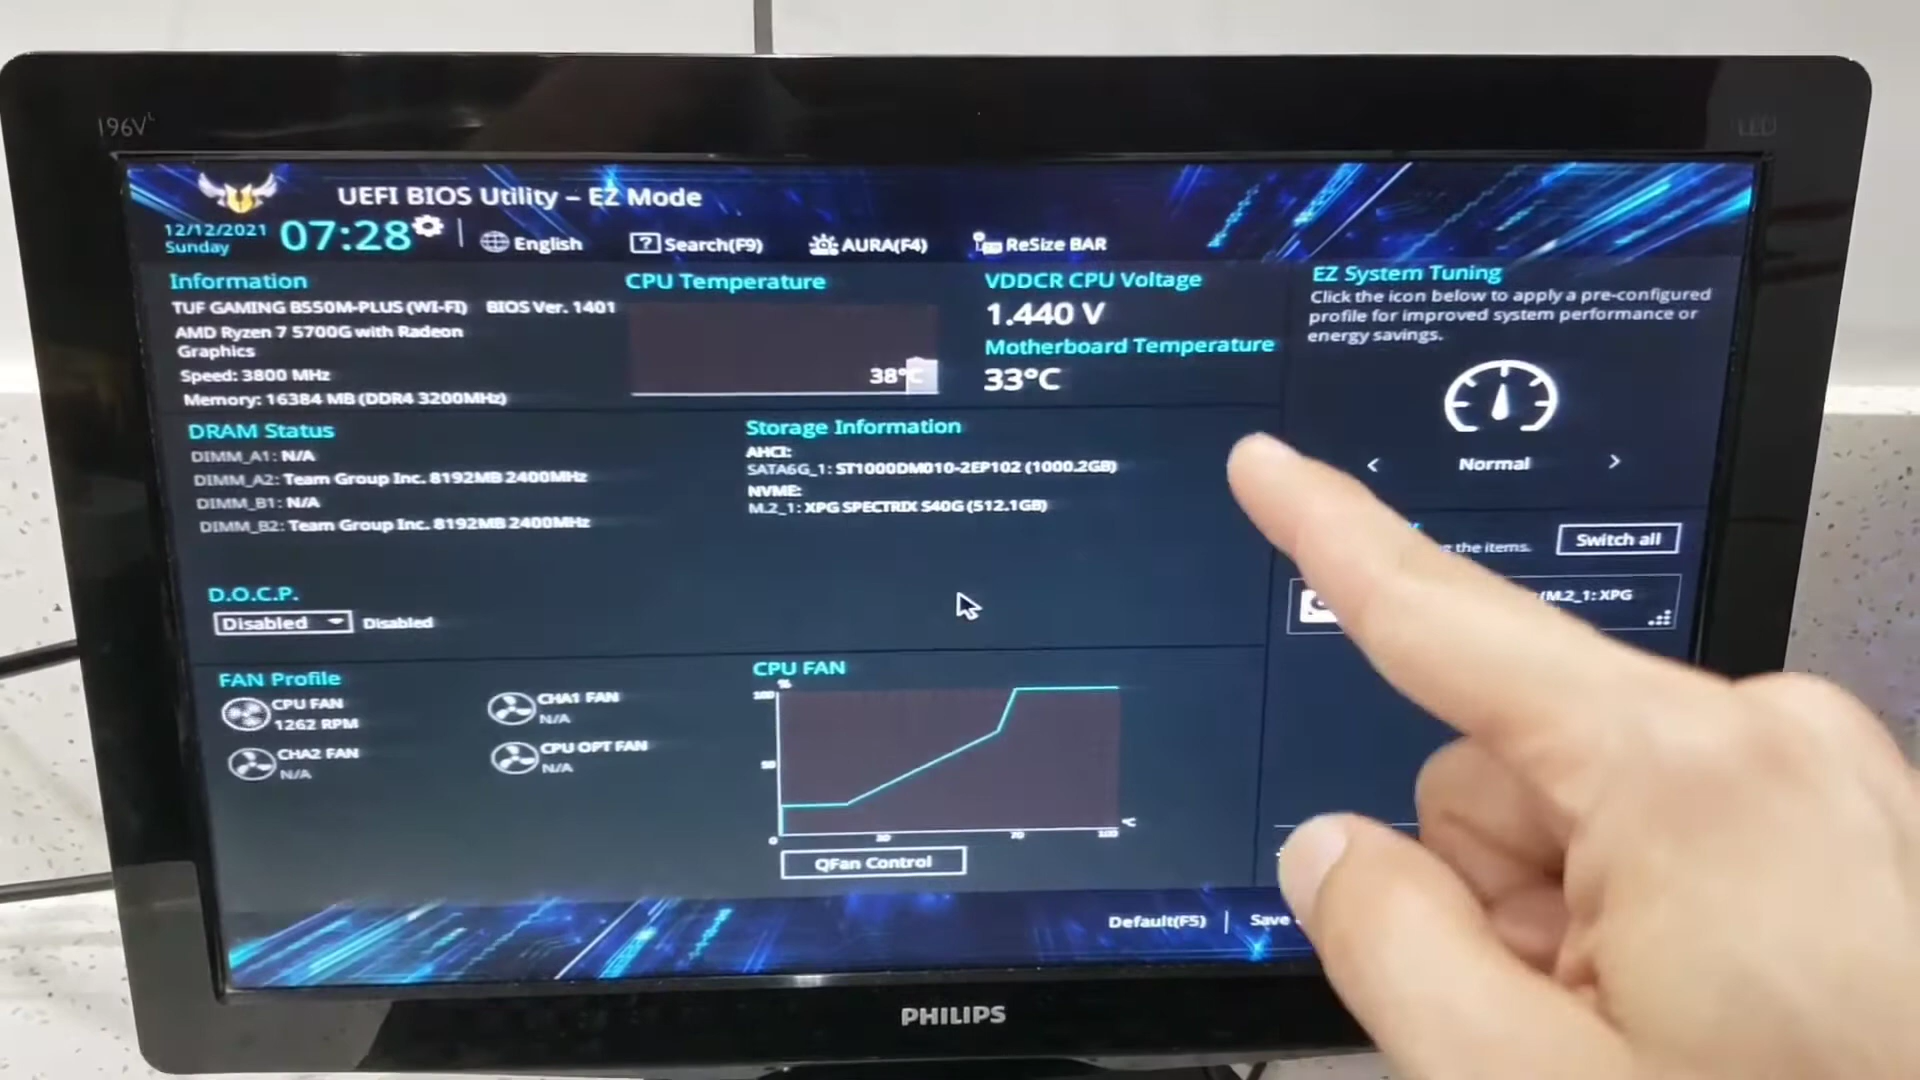 196V
LED
UEFI BIOS Utility – EZ Mode
12/12/2021
Sunday
07:28
English
?
Search(F9)
AURA(F4)
ReSize BAR
Information
TUF GAMING B550M-PLUS (WI-FI) BIOS Ver. 1401
AMD Ryzen 7 5700G with Radeon
Graphics
Speed: 3800 MHz
Memory: 16384 MB (DDR4 3200MHz)
CPU Temperature
38°C
VDDCR CPU Voltage
1.440 V
Motherboard Temperature
33°C
EZ System Tuning
Click the icon below to apply a pre-configured
profile for improved system performance or
energy savings.
<
Normal
>
DRAM Status
DIMM_A1: N/A
DIMM_A2: Team Group Inc. 8192MB 2400MHz
DIMM_B1: N/A
DIMM_B2: Team Group Inc. 8192MB 2400MHz
Storage Information
AHCI:
SATA6G_1: ST1000DM010-2EP102 (1000.2GB)
NVME:
M.2_1: XPG SPECTRIX S40G (512.1GB)
the items.
Switch all
(M.2_1: XPG
D.O.C.P.
Disabled
Disabled
FAN Profile
CPU FAN
1262 RPM
CHA1 FAN
N/A
CHA2 FAN
N/A
CPU OPT FAN
N/A
CPU FAN
%
100
50
0
30
70
100
°C
QFan Control
Default(F5)
Save
PHILIPS